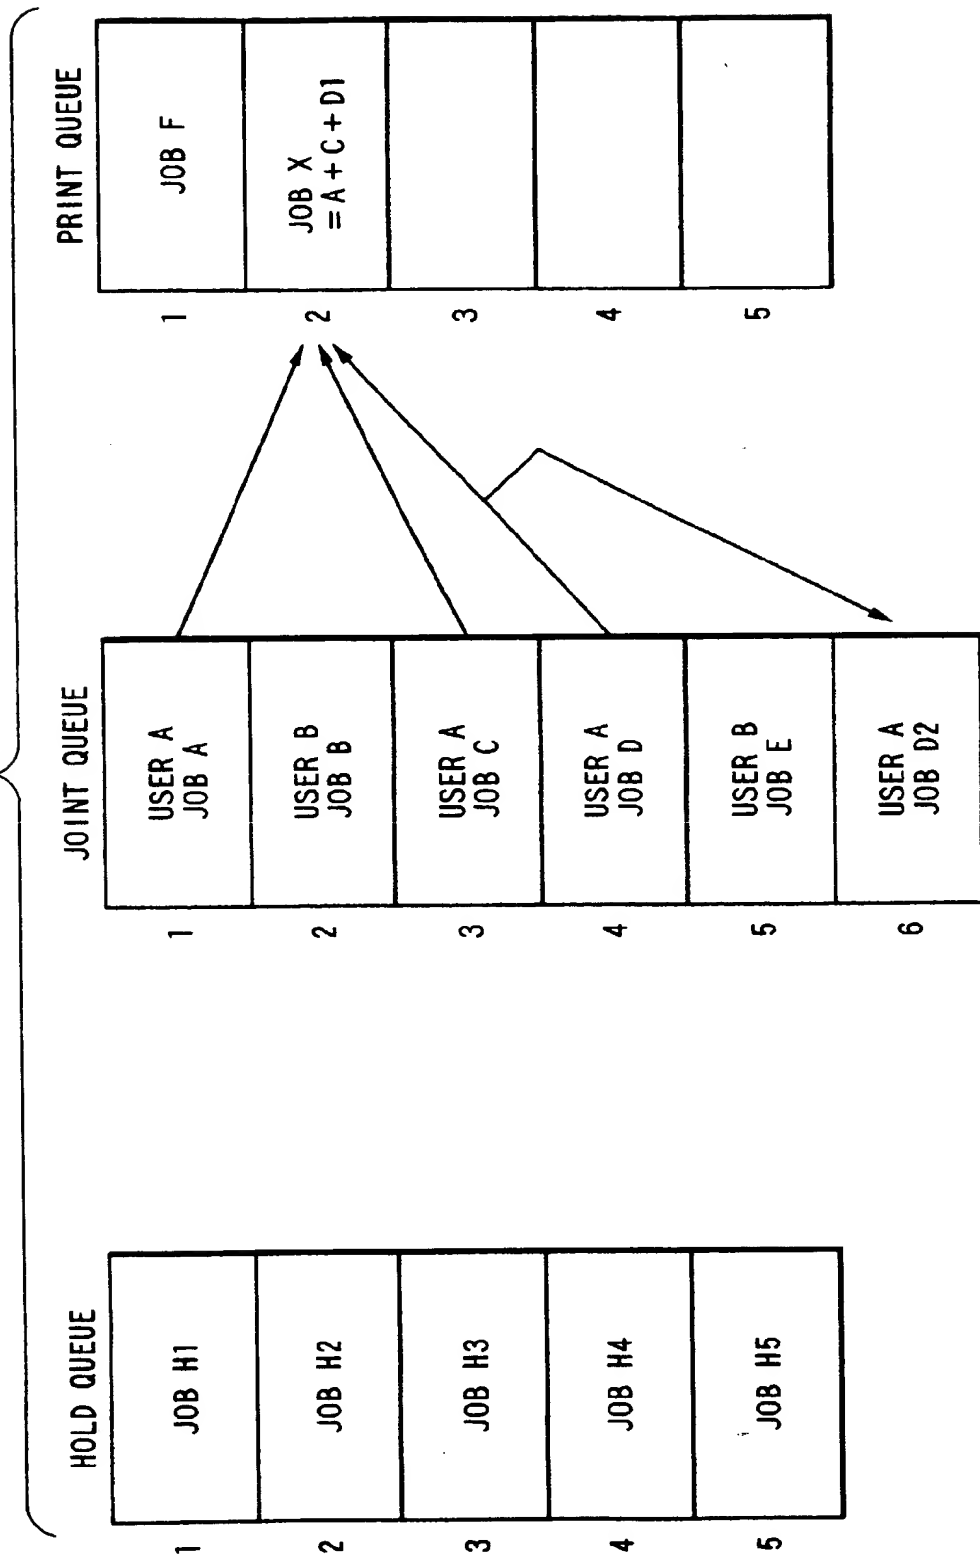 HOLD QUEUE
1
JOB H1
2
JOB H2
3
JOB H3
4
JOB H4
5
JOB H5
JOINT QUEUE
1
USER A
JOB A
2
USER B
JOB B
3
USER A
JOB C
4
USER A
JOB D
5
USER B
JOB E
6
USER A
JOB D2
PRINT QUEUE
1
JOB F
2
JOB X
= A + C + D1
3
4
5